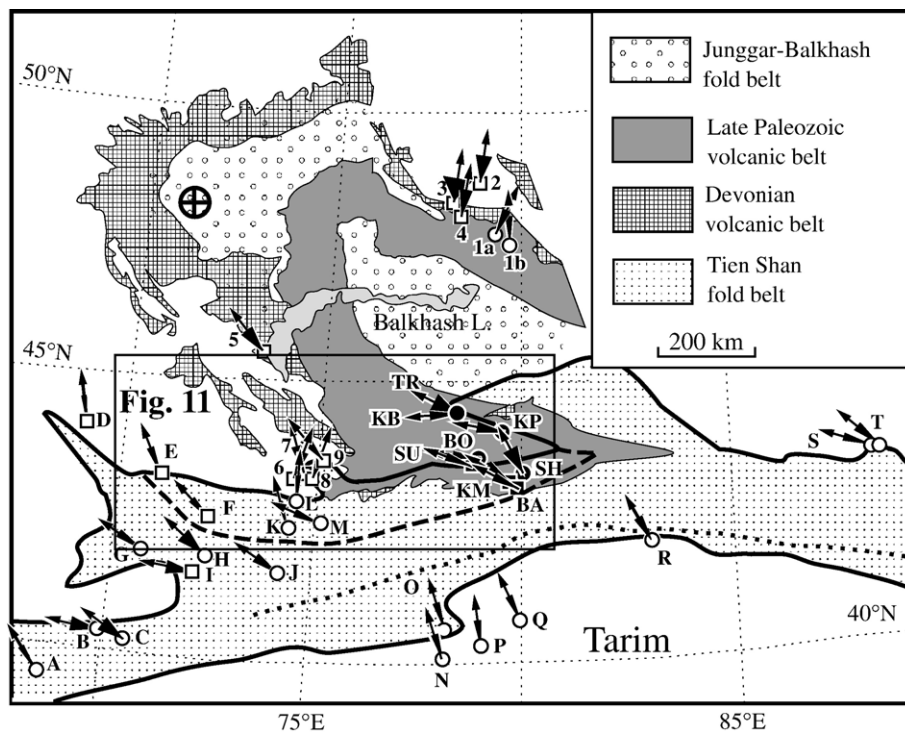 50°N
Junggar-Balkhash
fold belt
Late Paleozoic
volcanic belt
Devonian
volcanic belt
Tien Shan
fold belt
200 km
3
2
4
1a
1b
Balkhash L.
5
45°N
Fig. 11
TR
KB
KP
BO
SU
KM
SH
BA
S
T
D
E
F
7
9
6
8
L
K
M
G
H
I
J
R
O
Q
P
N
B
C
A
40°N
Tarim
75°E
85°E